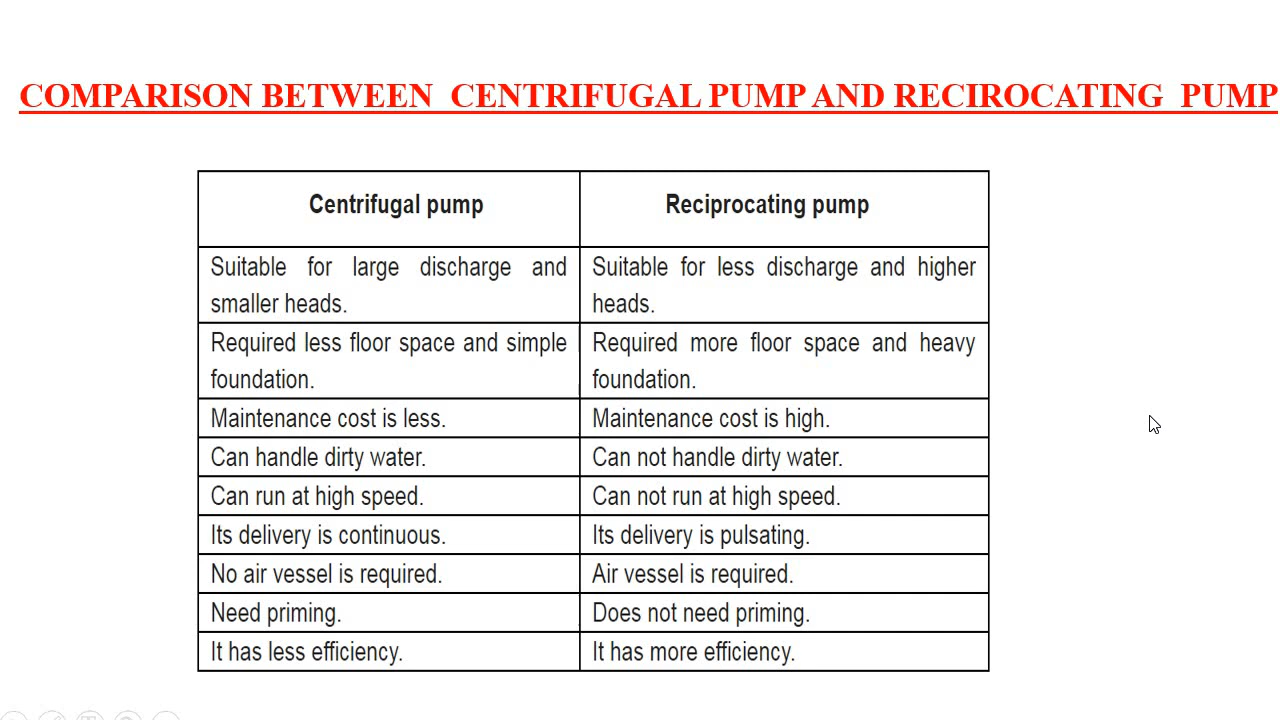 COMPARISON BETWEEN CENTRIFUGAL PUMP AND RECIROCATING PUMP
Centrifugal pump
Reciprocating pump
Suitable for large discharge and
smaller heads.
Suitable for less discharge and higher
heads.
Required less floor space and simple
foundation.
Required more floor space and heavy
foundation.
Maintenance cost is less.
Maintenance cost is high.
Can handle dirty water.
Can not handle dirty water.
Can run at high speed.
Can not run at high speed.
Its delivery is continuous.
Its delivery is pulsating.
No air vessel is required.
Air vessel is required.
Need priming.
Does not need priming.
It has less efficiency.
It has more efficiency.